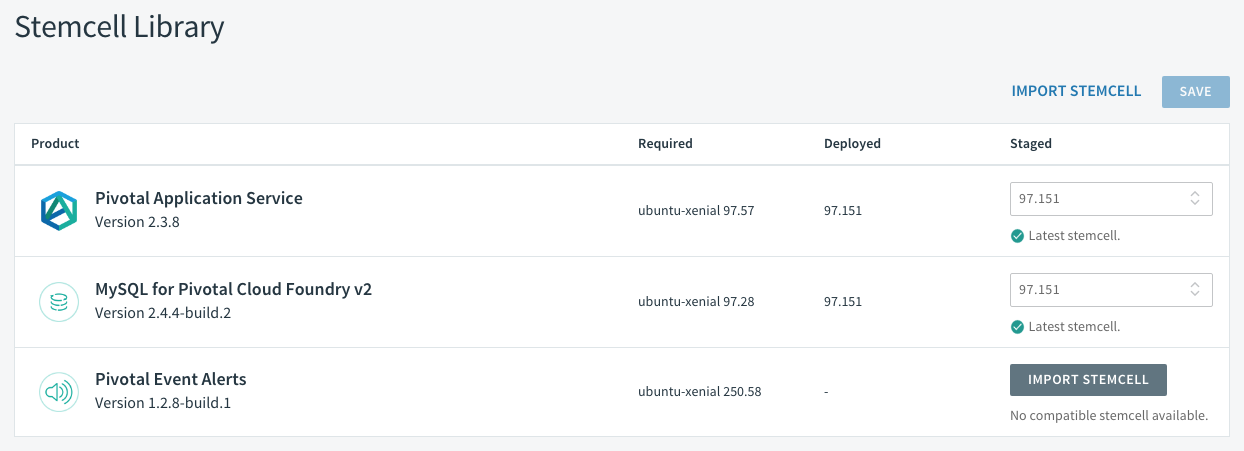 Stemcell Library
IMPORT STEMCELL SAVE
Product Required Deployed Staged
Pivotal Application Service
Version 2.3.8
ubuntu-xenial 97.57 97.151 97.151
Latest stemcell.
MySQL for Pivotal Cloud Foundry v2
Version 2.4.4-build.2
ubuntu-xenial 97.28 97.151 97.151
Latest stemcell.
Pivotal Event Alerts
Version 1.2.8-build.1
ubuntu-xenial 250.58 - IMPORT STEMCELL
No compatible stemcell available.